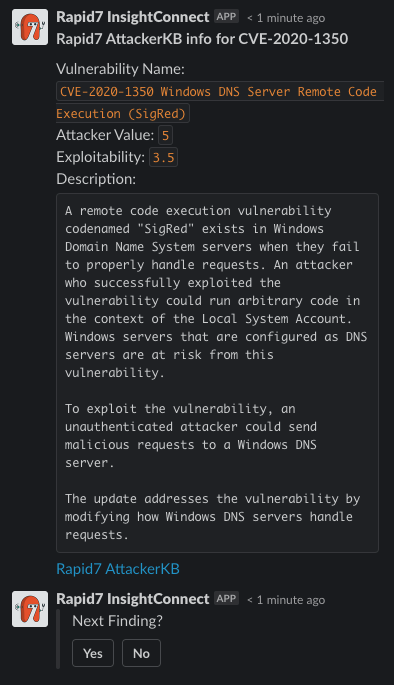 Rapid7 InsightConnect APP < 1 minute ago
Rapid7 AttackerKB info for CVE-2020-1350
Vulnerability Name:
CVE-2020-1350 Windows DNS Server Remote Code
Execution (SigRed)
Attacker Value: 5
Exploitability: 3.5
Description:
A remote code execution vulnerability
codenamed "SigRed" exists in Windows
Domain Name System servers when they fail
to properly handle requests. An attacker
who successfully exploited the
vulnerability could run arbitrary code in
the context of the Local System Account.
Windows servers that are configured as DNS
servers are at risk from this
vulnerability.
To exploit the vulnerability, an
unauthenticated attacker could send
malicious requests to a Windows DNS
server.
The update addresses the vulnerability by
modifying how Windows DNS servers handle
requests.
Rapid7 AttackerKB
Rapid7 InsightConnect APP < 1 minute ago
Next Finding?
Yes No